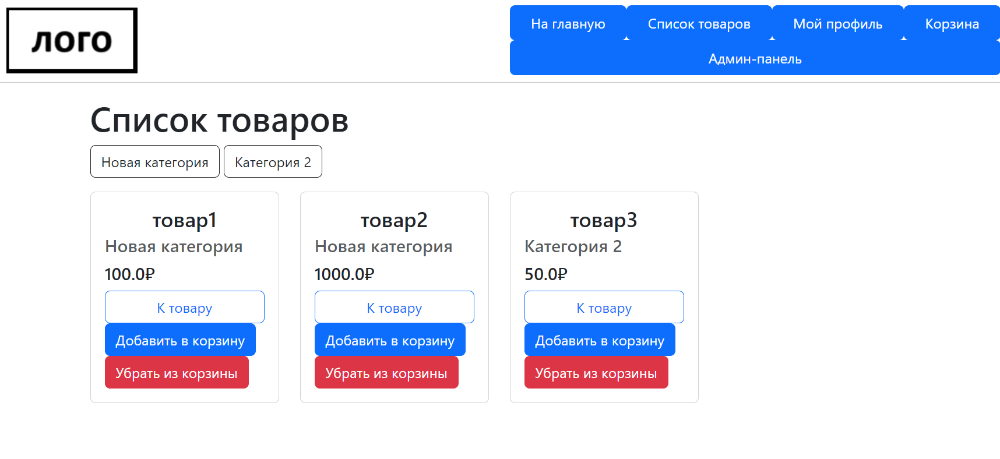 лого
На главную Список товаров Мой профиль Корзина
Админ-панель
Список товаров
Новая категория Категория 2
товар1 товар2 товар3
Новая категория Новая категория Категория 2
100.0₽ 1000.0₽ 50.0₽
К товару К товару К товару
Добавить в корзину Добавить в корзину Добавить в корзину
Убрать из корзины Убрать из корзины Убрать из корзины